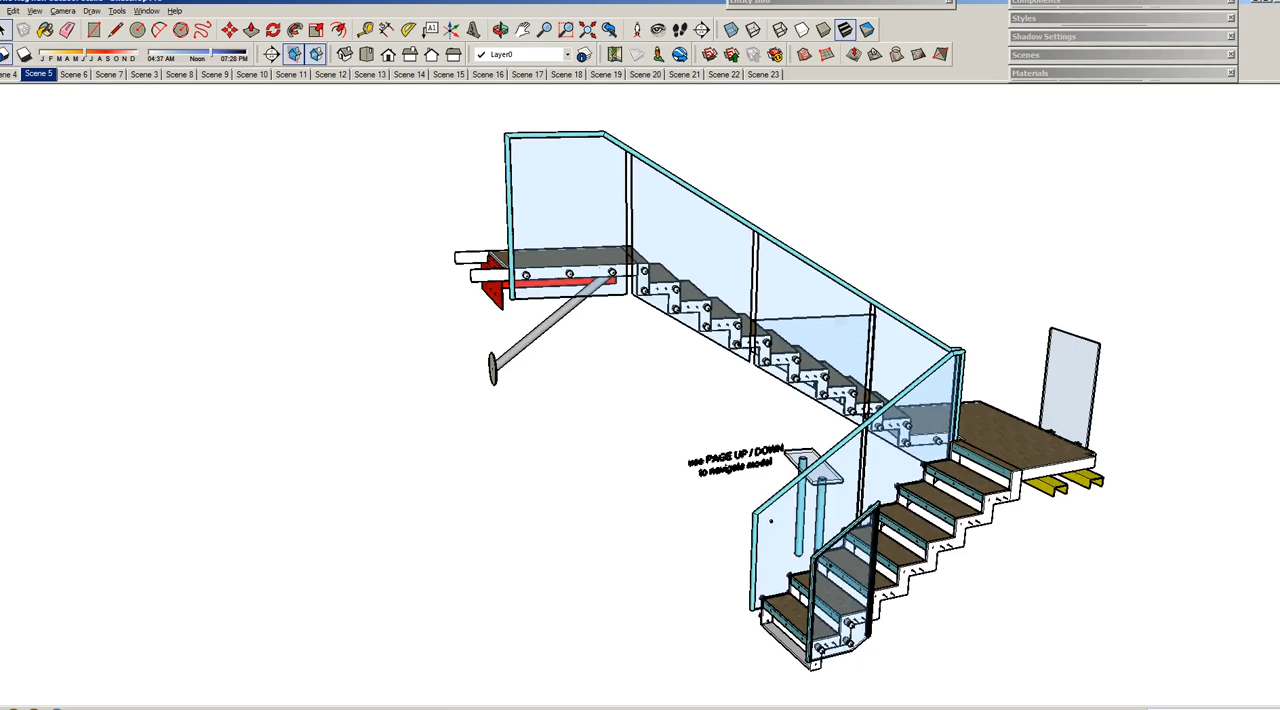 Entity Info
Components
Styles
Shadow Settings
Scenes
Materials
Edit View Camera Draw Tools Window Help
J F M A M J J A S O N D 04:37 AM Noon 07:28 PM Layer0
Scene 5 Scene 6 Scene 7 Scene 3 Scene 8 Scene 9 Scene 10 Scene 11 Scene 12 Scene 13 Scene 14 Scene 15 Scene 16 Scene 17 Scene 18 Scene 19 Scene 20 Scene 21 Scene 22 Scene 23
use PAGE UP / DOWN
to navigate model